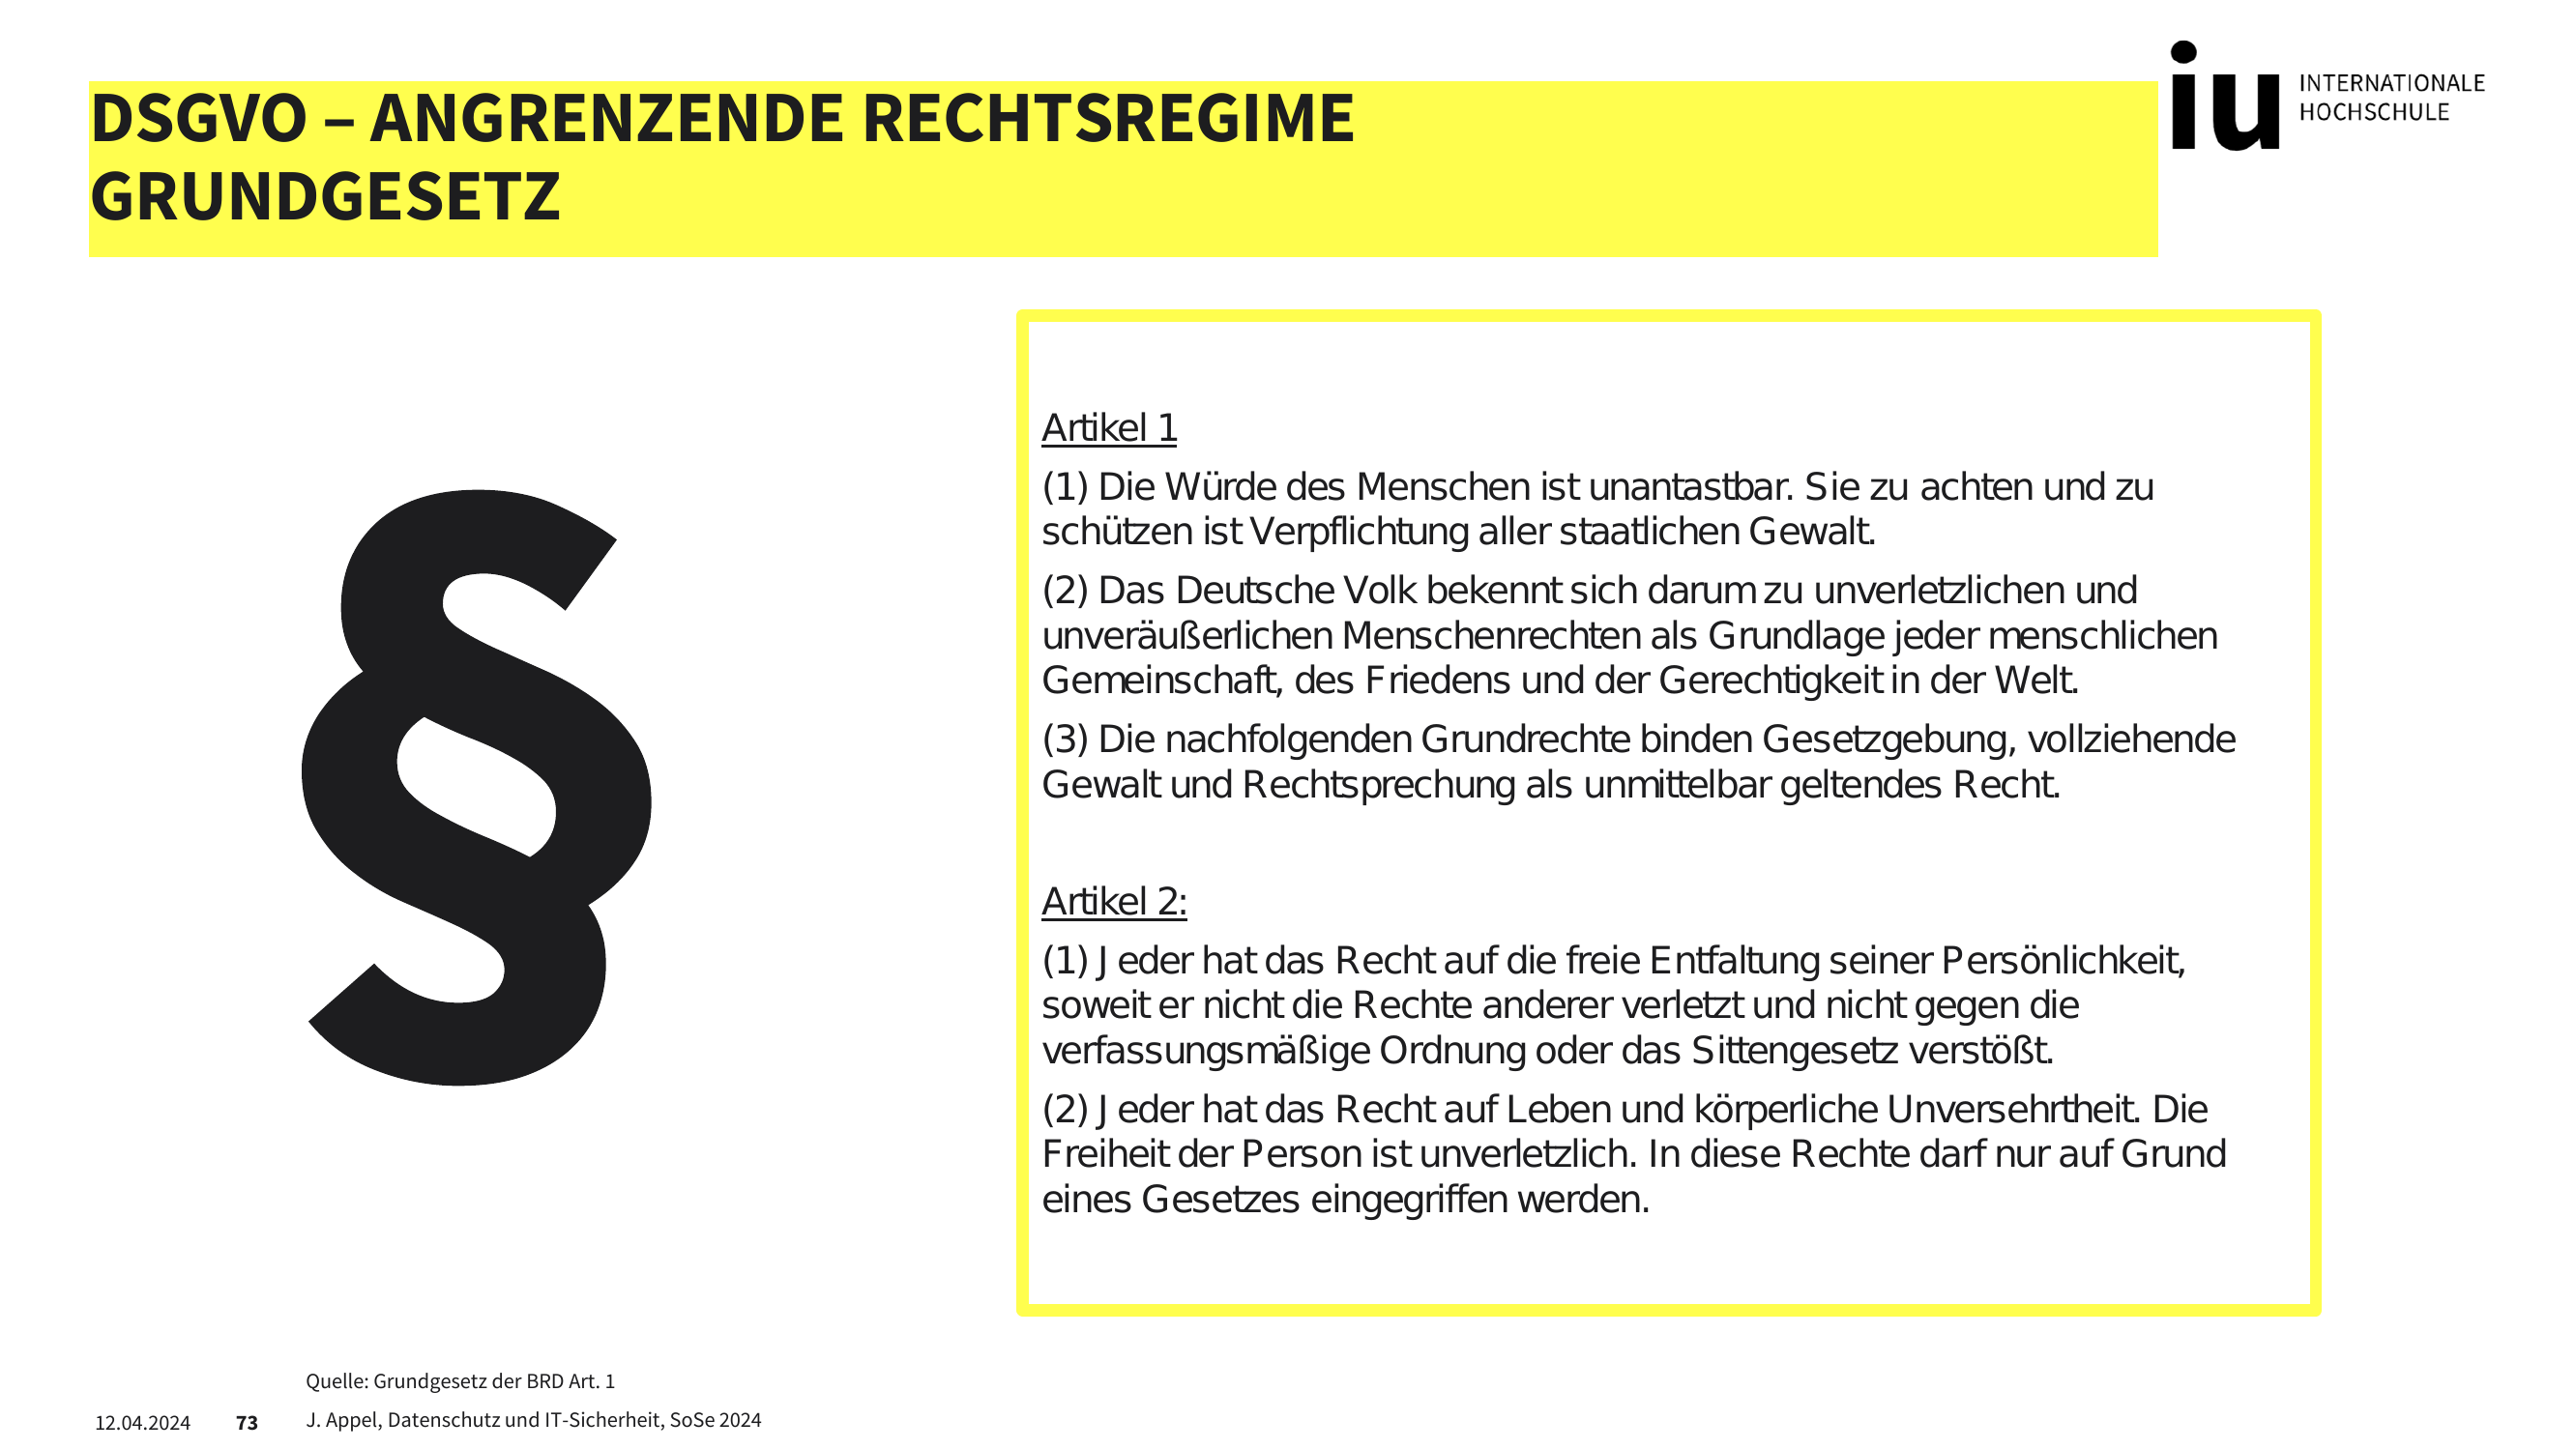 DSGVO – ANGRENZENDE RECHTSREGIME
GRUNDGESETZ
iu INTERNATIONALE
HOCHSCHULE
§
Artikel 1
(1) Die Würde des Menschen ist unantastbar. Sie zu achten und zu
schützen ist Verpflichtung aller staatlichen Gewalt.
(2) Das Deutsche Volk bekennt sich darum zu unverletzlichen und
unveräußerlichen Menschenrechten als Grundlage jeder menschlichen
Gemeinschaft, des Friedens und der Gerechtigkeit in der Welt.
(3) Die nachfolgenden Grundrechte binden Gesetzgebung, vollziehende
Gewalt und Rechtsprechung als unmittelbar geltendes Recht.
Artikel 2:
(1) Jeder hat das Recht auf die freie Entfaltung seiner Persönlichkeit,
soweit er nicht die Rechte anderer verletzt und nicht gegen die
verfassungsmäßige Ordnung oder das Sittengesetz verstößt.
(2) Jeder hat das Recht auf Leben und körperliche Unversehrtheit. Die
Freiheit der Person ist unverletzlich. In diese Rechte darf nur auf Grund
eines Gesetzes eingegriffen werden.
Quelle: Grundgesetz der BRD Art. 1
12.04.2024 73 J. Appel, Datenschutz und IT-Sicherheit, SoSe 2024